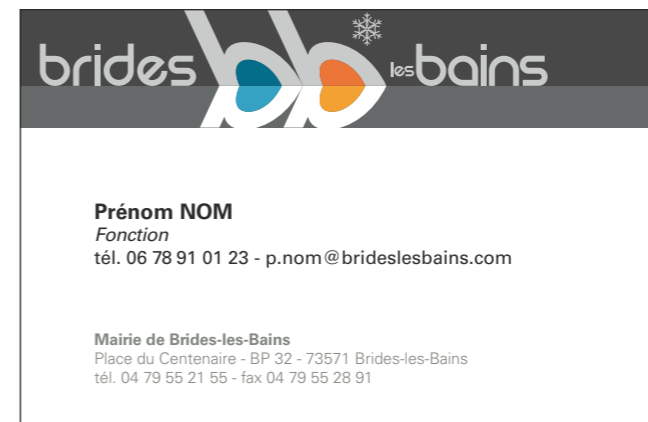 brides bb les bains
Prénom NOM
Fonction
tél. 06 78 91 01 23 - p.nom@brideslesbains.com
Mairie de Brides-les-Bains
Place du Centenaire - BP 32 - 73571 Brides-les-Bains
tél. 04 79 55 21 55 - fax 04 79 55 28 91